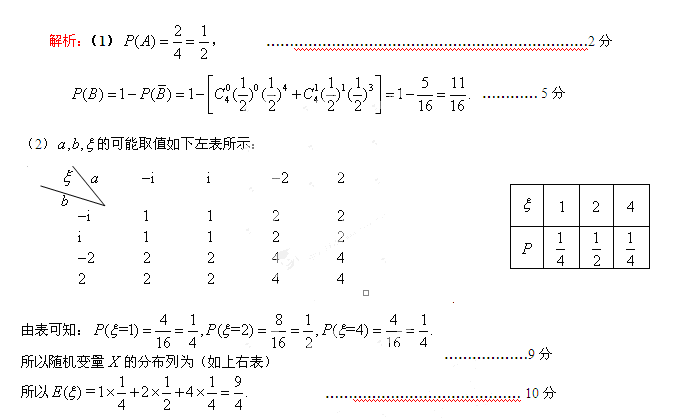 解析:(1) P(A)=2/4=1/2, ……………………………………………………………2分
P(B)=1−P(B̄)=1−[C₄⁰(1/2)⁰(1/2)⁴+C₄¹(1/2)¹(1/2)³]=1−5/16=11/16. ………… 5分
(2) a,b,ξ的可能取值如下左表所示:
ξ a −i i −2 2
b
−i 1 1 2 2
i 1 1 2 2
−2 2 2 4 4
2 2 2 4 4
ξ 1 2 4
P 1/4 1/2 1/4
由表可知: P(ξ=1)=4/16=1/4,P(ξ=2)=8/16=1/2,P(ξ=4)=4/16=1/4.
所以随机变量X的分布列为(如上右表) ………………9分
所以E(ξ)=1×1/4+2×1/2+4×1/4=9/4. …………………………………… 10分